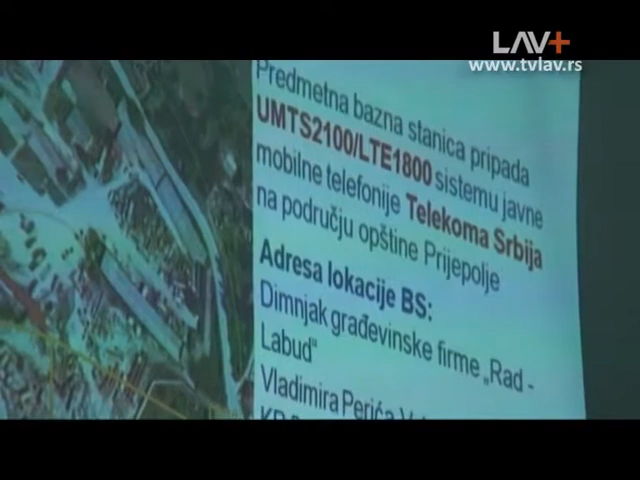 LAV+
www.tvlav.rs
Predmetna bazna stanica pripada
UMTS2100/LTE1800 sistemu javne
mobilne telefonije Telekoma Srbija
na području opštine Prijepolje
Adresa lokacije BS:
Dimnjak građevinske firme „Rad -
Labud“
Vladimira Perića